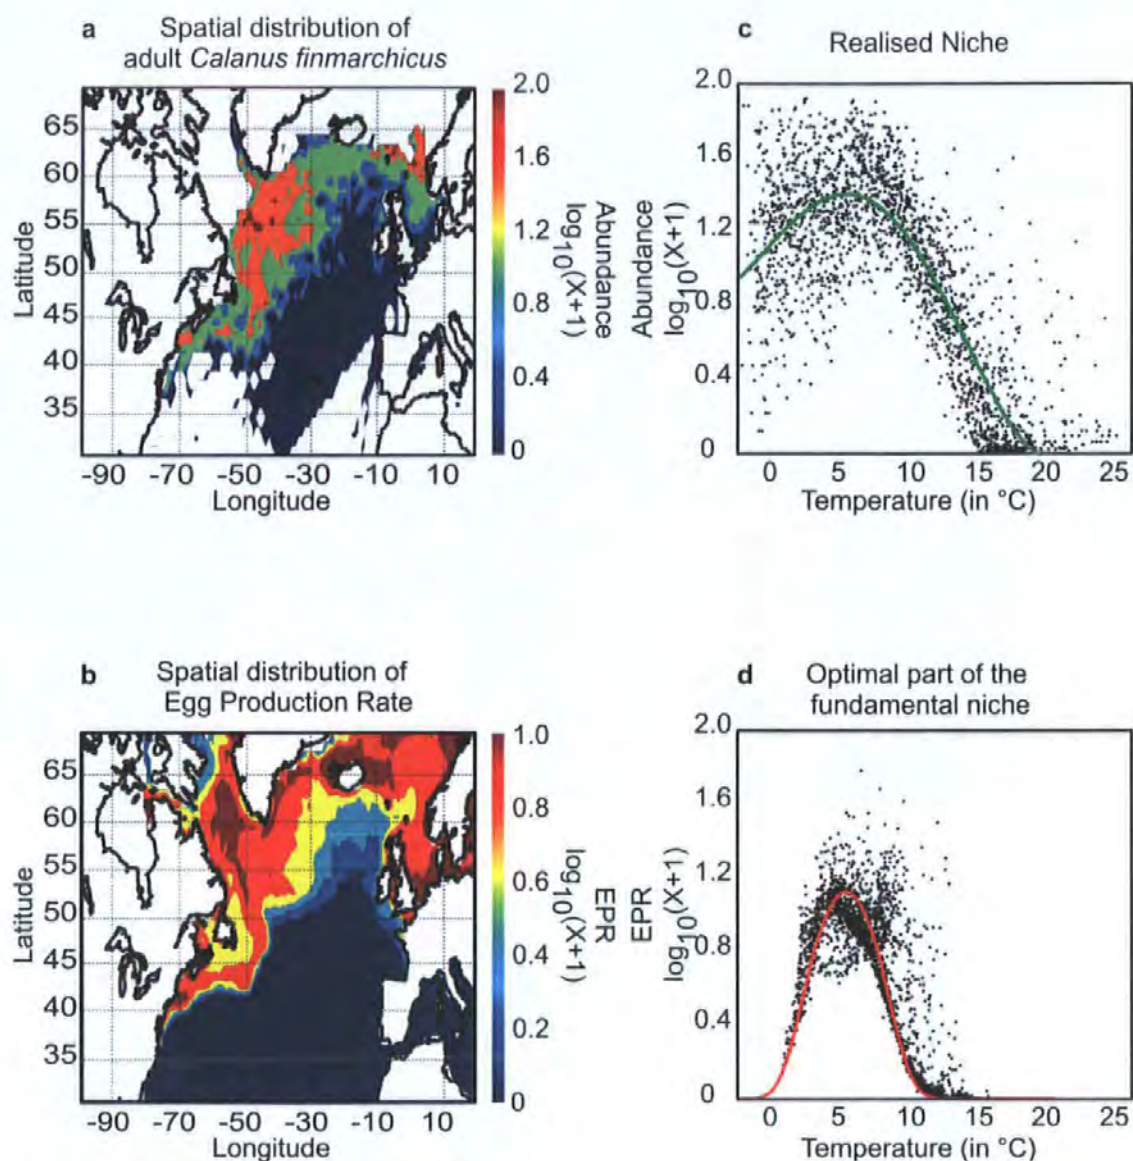 a
Spatial distribution of
adult Calanus finmarchicus
Latitude
65
60
55
50
45
40
35
-90 -70 -50 -30 -10 10
Longitude
2.0
1.6
1.2
0.8
0.4
0
Abundance
log10(X+1)
c
Realised Niche
Abundance
log10(X+1)
2.0
1.6
1.2
0.8
0.4
0
0 5 10 15 20 25
Temperature (in °C)
b
Spatial distribution of
Egg Production Rate
Latitude
65
60
55
50
45
40
35
-90 -70 -50 -30 -10 10
Longitude
1.0
0.8
0.6
0.4
0.2
0
EPR
log10(X+1)
d
Optimal part of the
fundamental niche
EPR
log10(X+1)
2.0
1.6
1.2
0.8
0.4
0
0 5 10 15 20 25
Temperature (in °C)